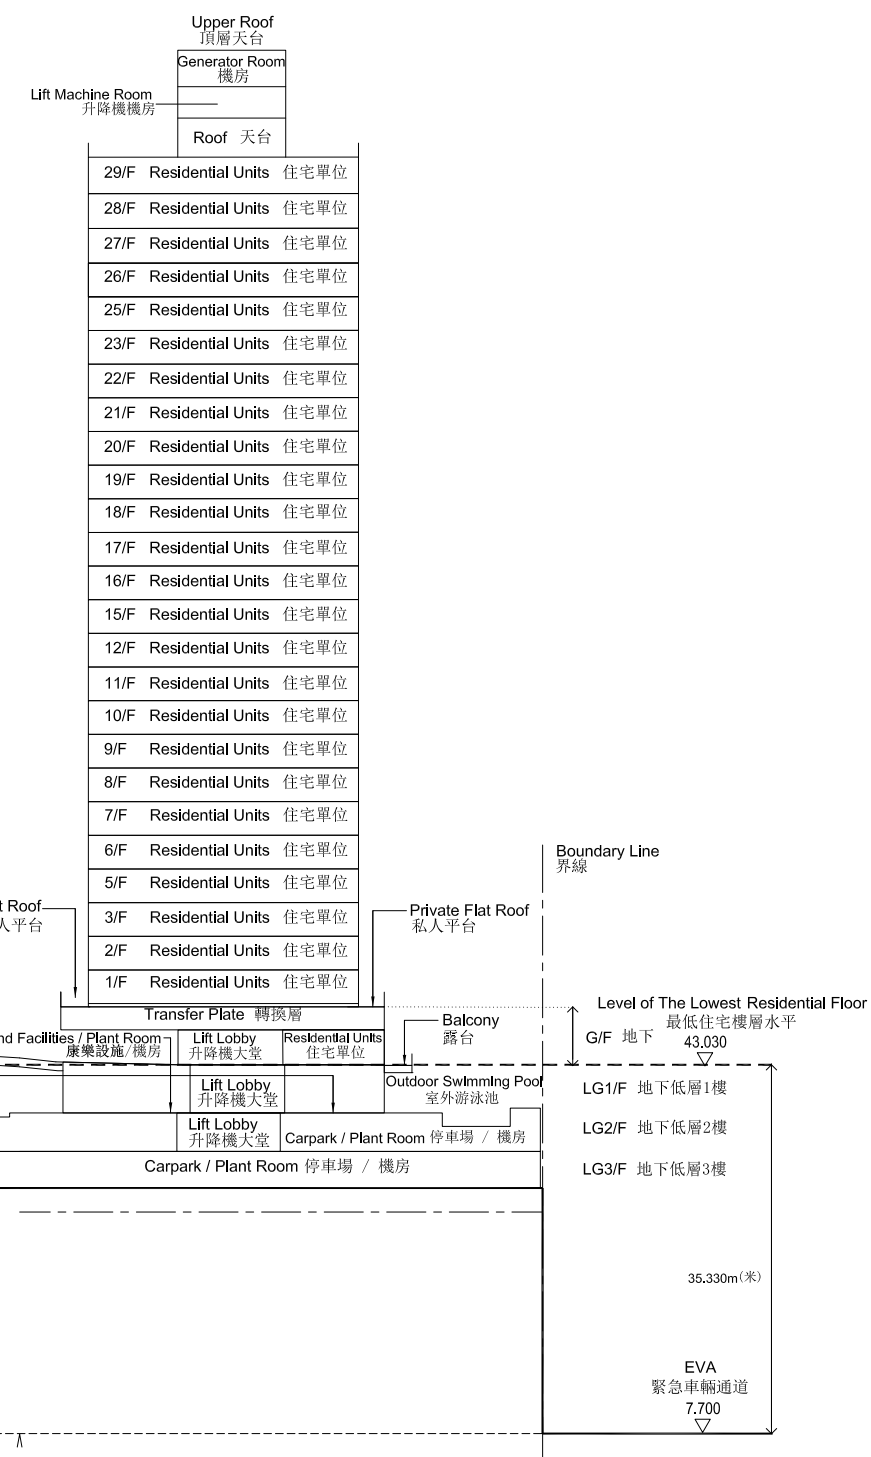 Upper Roof
頂層天台
Generator Room
機房
Lift Machine Room
升降機機房
Roof 天台
29/F Residential Units 住宅單位
28/F Residential Units 住宅單位
27/F Residential Units 住宅單位
26/F Residential Units 住宅單位
25/F Residential Units 住宅單位
23/F Residential Units 住宅單位
22/F Residential Units 住宅單位
21/F Residential Units 住宅單位
20/F Residential Units 住宅單位
19/F Residential Units 住宅單位
18/F Residential Units 住宅單位
17/F Residential Units 住宅單位
16/F Residential Units 住宅單位
15/F Residential Units 住宅單位
12/F Residential Units 住宅單位
11/F Residential Units 住宅單位
10/F Residential Units 住宅單位
9/F Residential Units 住宅單位
8/F Residential Units 住宅單位
7/F Residential Units 住宅單位
6/F Residential Units 住宅單位
5/F Residential Units 住宅單位
3/F Residential Units 住宅單位
2/F Residential Units 住宅單位
1/F Residential Units 住宅單位
Boundary Line
界線
t Roof
人平台
Private Flat Roof
私人平台
Transfer Plate 轉換層
Level of The Lowest Residential Floor
最低住宅樓層水平
43.030
G/F 地下
Balcony
露台
nd Facilities / Plant Room
康樂設施/機房
Lift Lobby
升降機大堂
Residential Units
住宅單位
Lift Lobby
升降機大堂
Outdoor Swimming Pool
室外游泳池
LG1/F 地下低層1樓
Lift Lobby
升降機大堂
Carpark / Plant Room 停車場 / 機房
LG2/F 地下低層2樓
Carpark / Plant Room 停車場 / 機房
LG3/F 地下低層3樓
35.330m(米)
EVA
緊急車輛通道
7.700